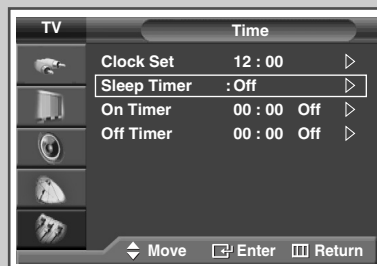 TV Time
Clock Set 12 : 00
Sleep Timer : Off
On Timer 00 : 00 Off
Off Timer 00 : 00 Off
Move Enter Return